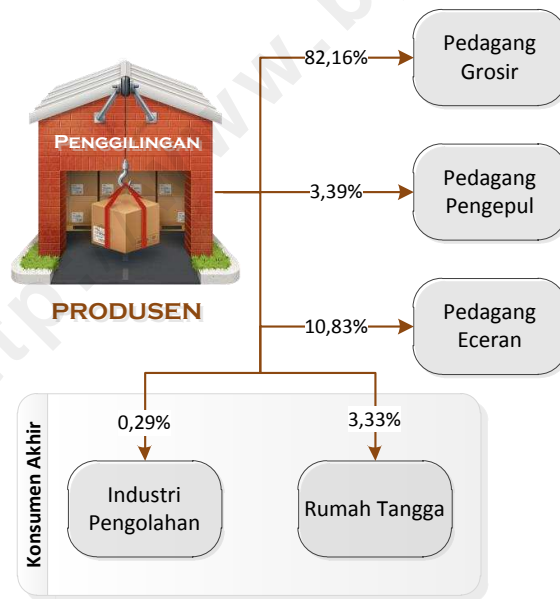 82,16%
Pedagang
Grosir
PENGGILINGAN
3,39%
Pedagang
Pengepul
PRODUSEN
10,83%
Pedagang
Eceran
Konsumen Akhir
0,29%
3,33%
Industri
Pengolahan
Rumah Tangga